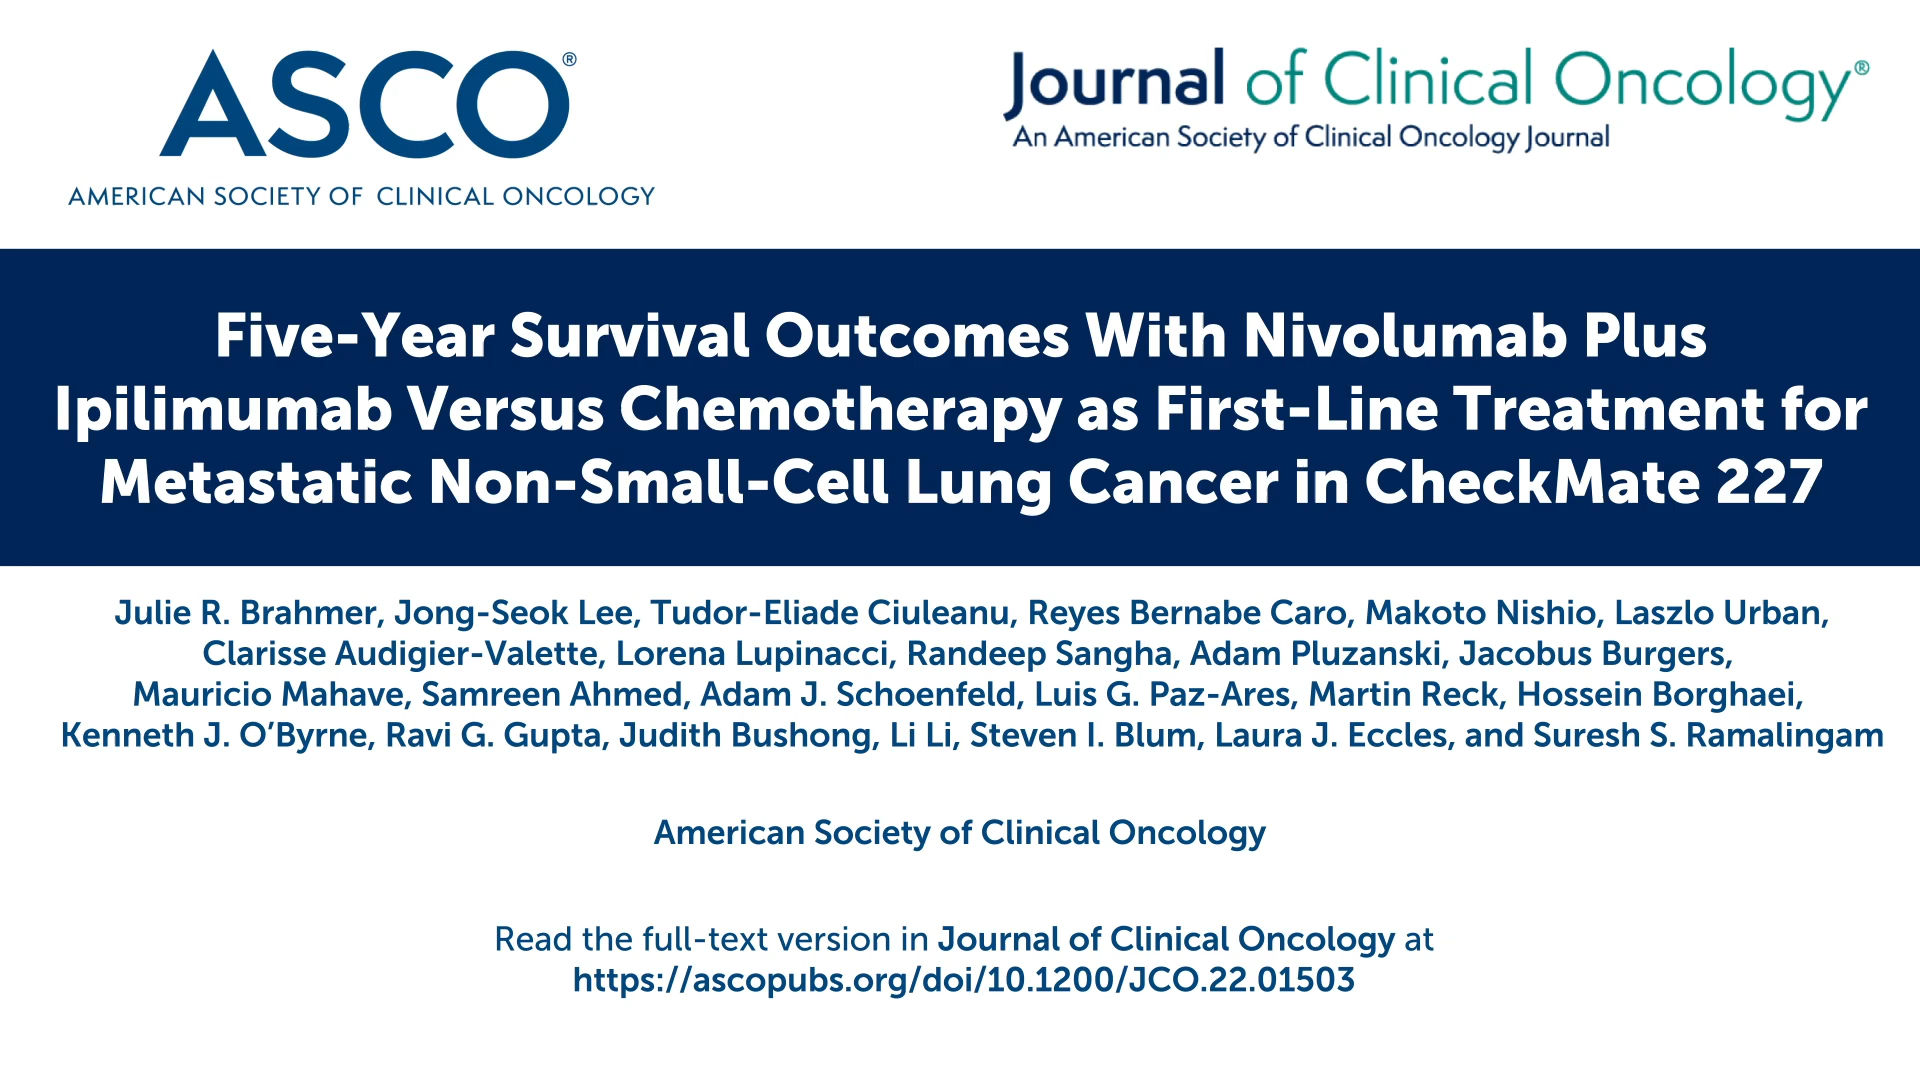 ASCO®
AMERICAN SOCIETY OF CLINICAL ONCOLOGY
Journal of Clinical Oncology®
An American Society of Clinical Oncology Journal
Five-Year Survival Outcomes With Nivolumab Plus
Ipilimumab Versus Chemotherapy as First-Line Treatment for
Metastatic Non-Small-Cell Lung Cancer in CheckMate 227
Julie R. Brahmer, Jong-Seok Lee, Tudor-Eliade Ciuleanu, Reyes Bernabe Caro, Makoto Nishio, Laszlo Urban,
Clarisse Audigier-Valette, Lorena Lupinacci, Randeep Sangha, Adam Pluzanski, Jacobus Burgers,
Mauricio Mahave, Samreen Ahmed, Adam J. Schoenfeld, Luis G. Paz-Ares, Martin Reck, Hossein Borghaei,
Kenneth J. O’Byrne, Ravi G. Gupta, Judith Bushong, Li Li, Steven I. Blum, Laura J. Eccles, and Suresh S. Ramalingam
American Society of Clinical Oncology
Read the full-text version in Journal of Clinical Oncology at
https://ascopubs.org/doi/10.1200/JCO.22.01503